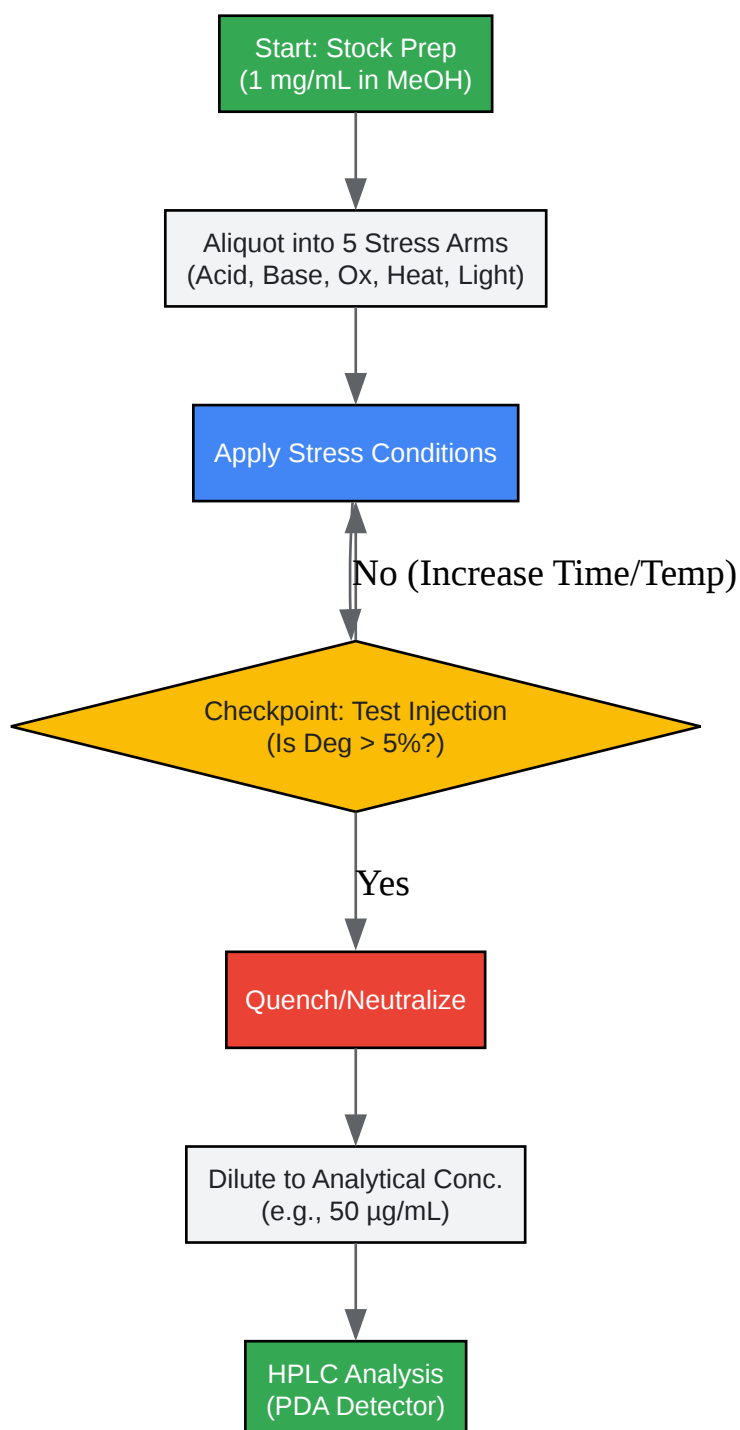 Start: Stock Prep
(1 mg/mL in MeOH)
Aliquot into 5 Stress Arms
(Acid, Base, Ox, Heat, Light)
Apply Stress Conditions
No (Increase Time/Temp)
Checkpoint: Test Injection
(Is Deg > 5%?)
Yes
Quench/Neutralize
Dilute to Analytical Conc.
(e.g., 50 µg/mL)
HPLC Analysis
(PDA Detector)